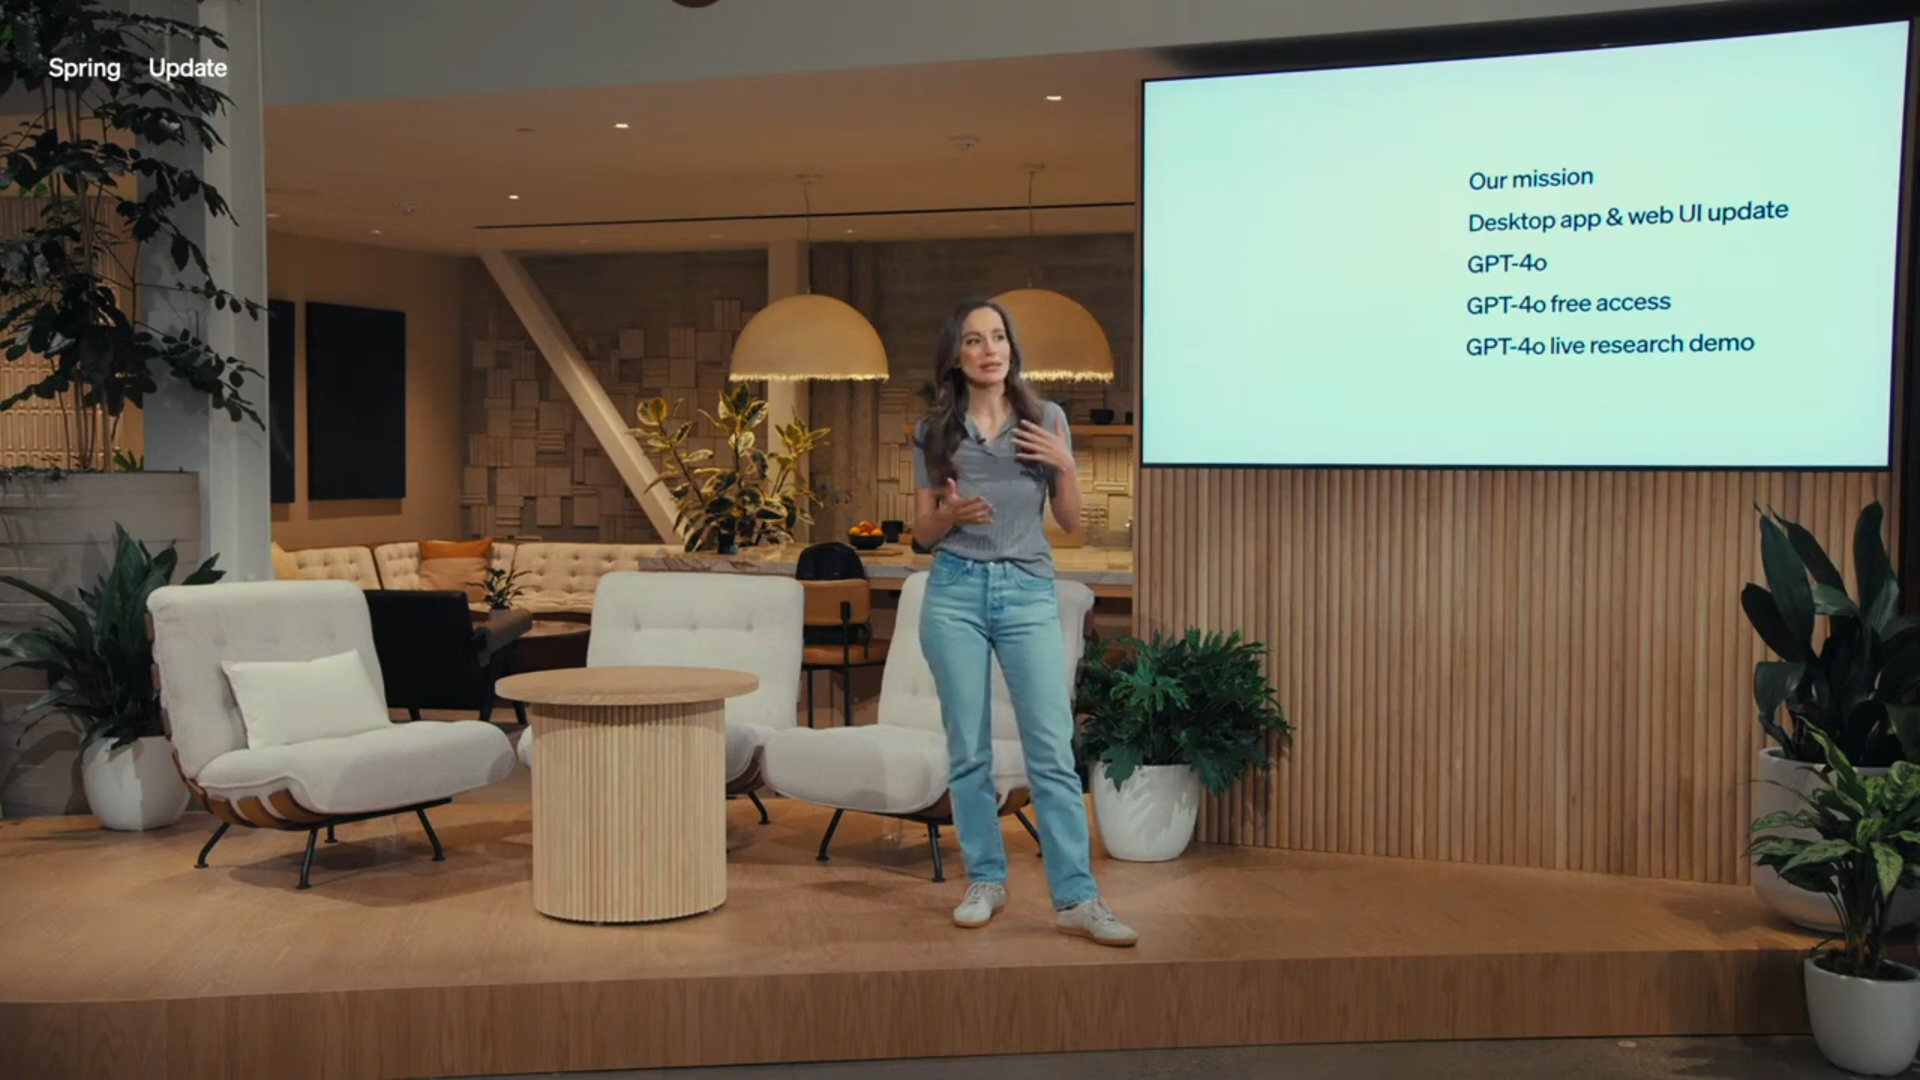 Spring Update
Our mission
Desktop app & web UI update
GPT-4o
GPT-4o free access
GPT-4o live research demo